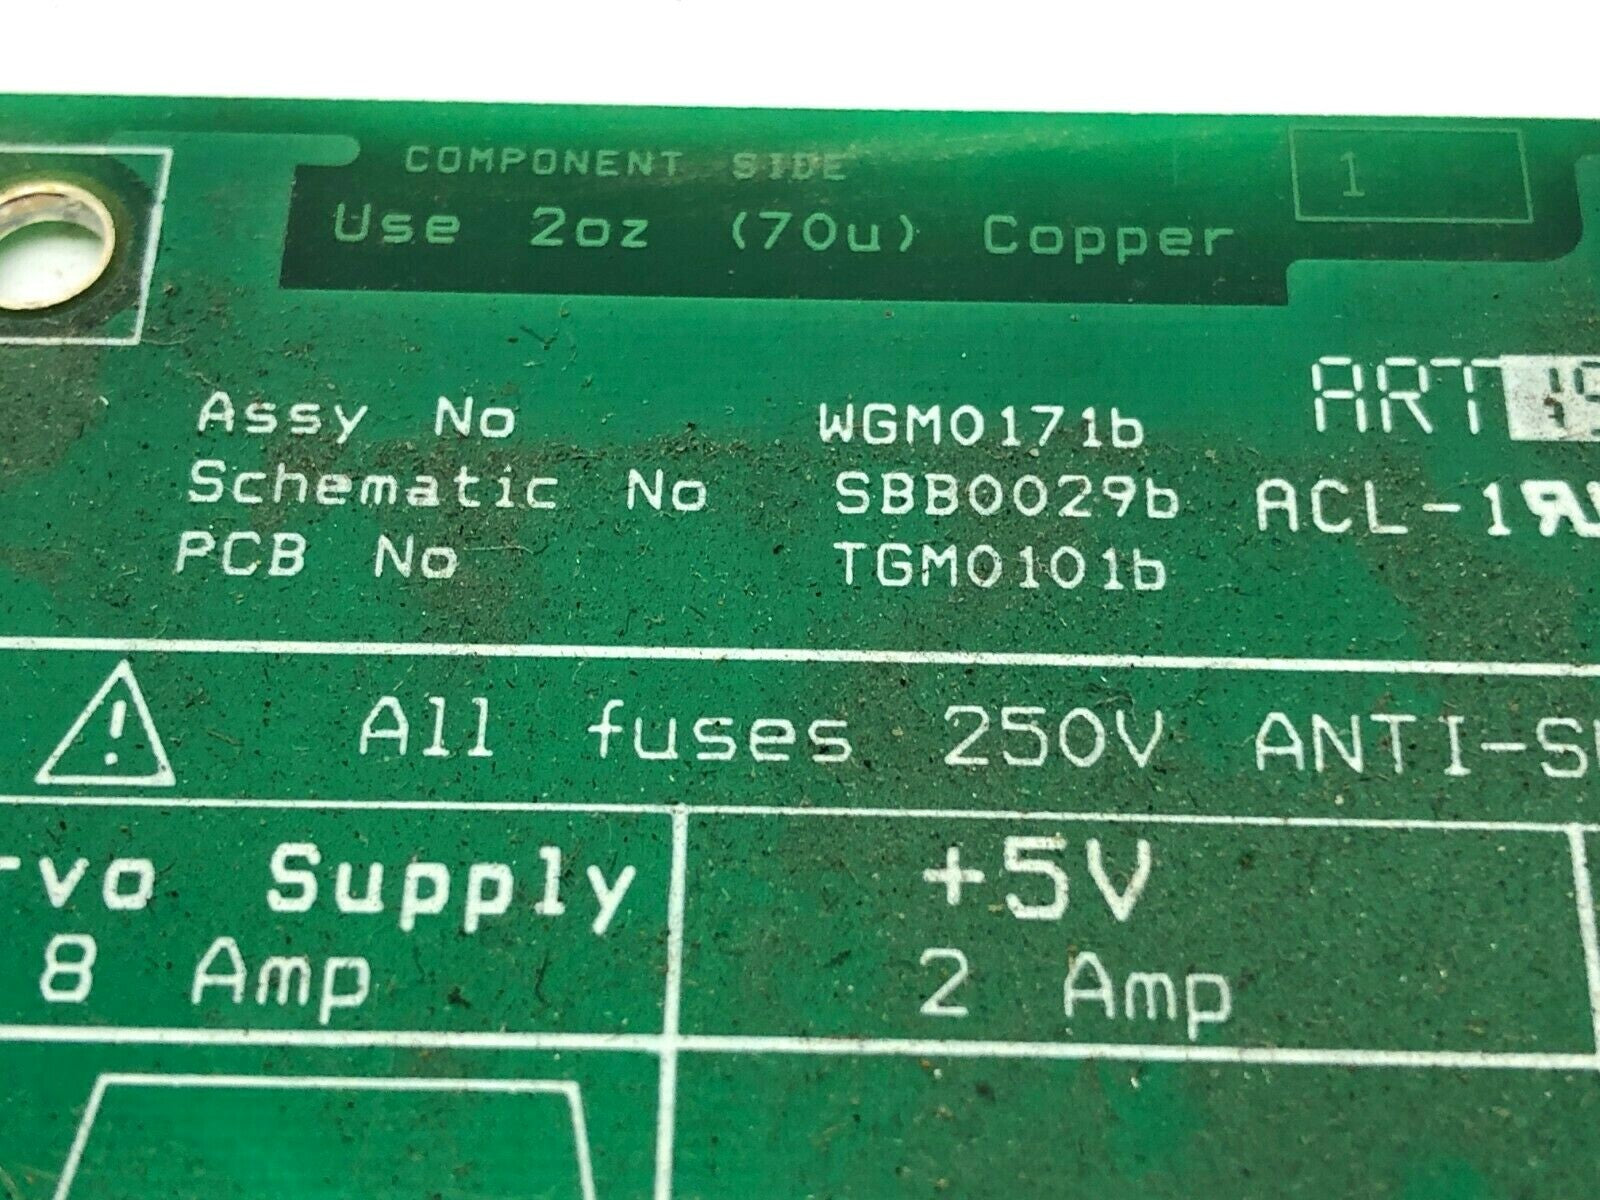 COMPONENT SIDE
1
Use 2oz (70u) Copper
Assy No WGM0171b
ART
Schematic No SBB0029b
ACL-1
PCB No TGM0101b
All fuses 250V
Supply +5V
8 Amp 2 Amp